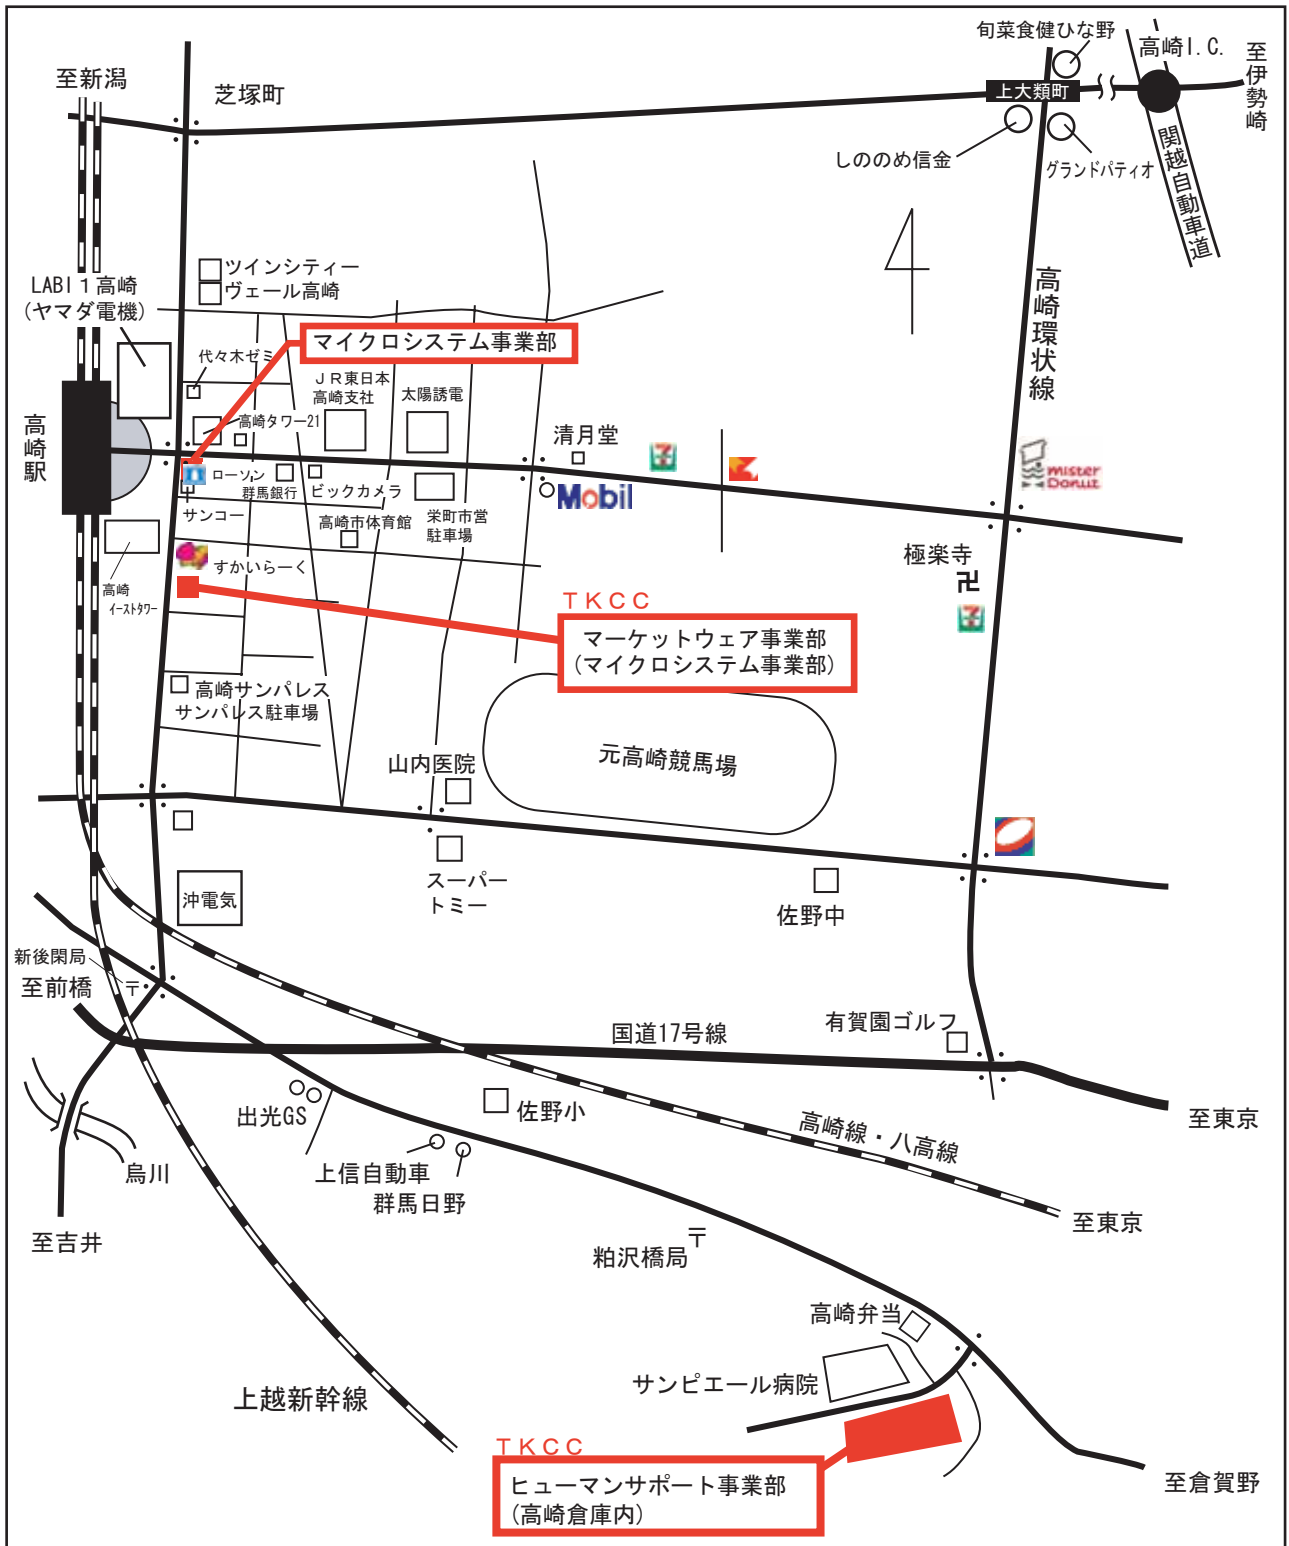 旬菜食健ひな野
高崎I.C.
至伊勢崎
至新潟
芝塚町
上大類町
しののめ信金
グランドパティオ
関越自動車道
ツインシティー
ヴェール高崎
LABI1高崎
(ヤマダ電機)
高崎環状線
マイクロシステム事業部
代々木ゼミ
JR東日本
高崎支社
太陽誘電
高崎駅
高崎タワー21
清月堂
ローソン
群馬銀行
ビックカメラ
Mobil
mister
Donut
サンコー
高崎市体育館
栄町市営
駐車場
極楽寺
卍
すかいらーく
高崎
イーストタワー
TKCC
マーケットウェア事業部
(マイクロシステム事業部)
高崎サンパレス
サンパレス駐車場
元高崎競馬場
山内医院
スーパー
トミー
沖電気
佐野中
新後閑局
〒
至前橋
国道17号線
有賀園ゴルフ
出光GS
佐野小
至東京
高崎線・八高線
烏川
上信自動車
群馬日野
至吉井
至東京
〒
粕沢橋局
高崎弁当
サンピエール病院
上越新幹線
TKCC
ヒューマンサポート事業部
(高崎倉庫内)
至倉賀野